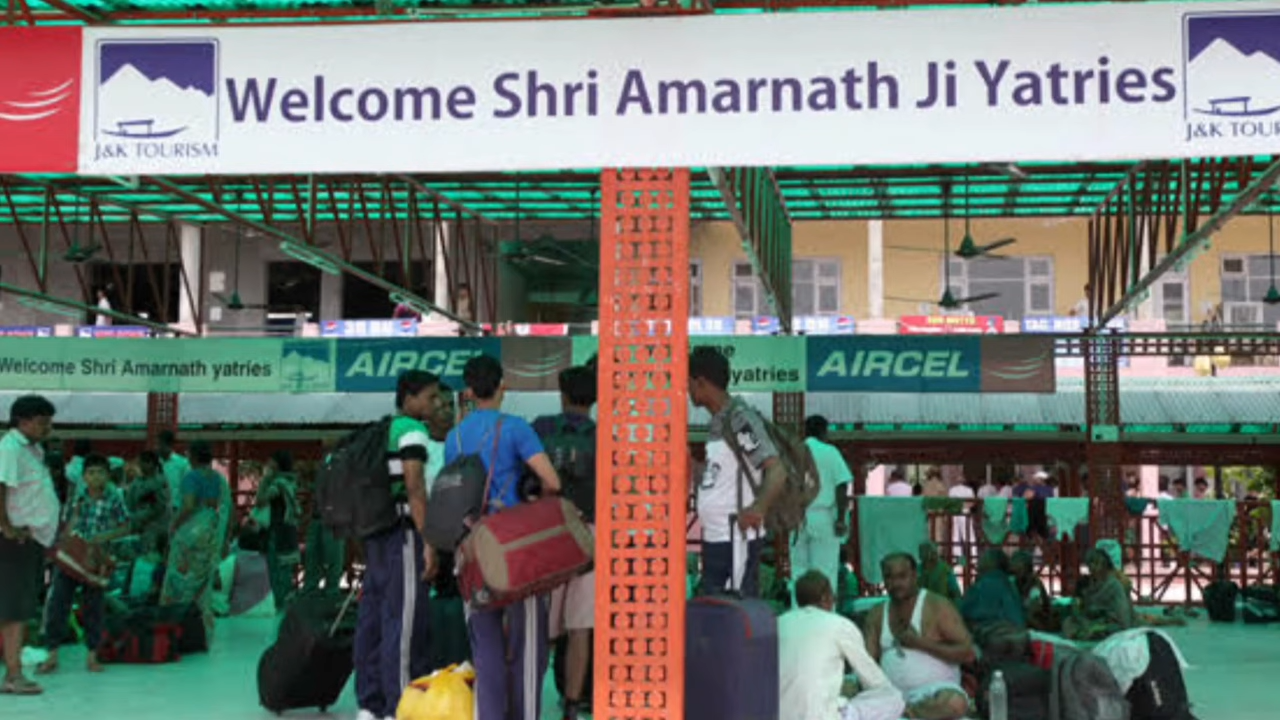 Welcome Shri Amarnath Ji Yatries
J&K TOURISM
J&K TOUR
Welcome Shri Amarnath yatries
AIRCEL
yatries
AIRCEL